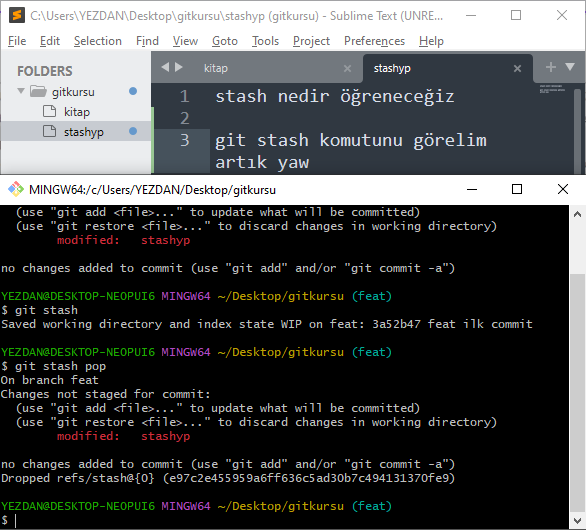 C:\Users\YEZDAN\Desktop\gitkursu\stashyp (gitkursu) - Sublime Text (UNRE...
File Edit Selection Find View Goto Tools Project Preferences Help
FOLDERS
gitkursu
kitap
stashyp
kitap × stashyp ×
1 stash nedir öğreneceğiz
2
3 git stash komutunu görelim
artık yaw
MINGW64:/c/Users/YEZDAN/Desktop/gitkursu
(use "git add <file>..." to update what will be committed)
(use "git restore <file>..." to discard changes in working directory)
modified: stashyp
no changes added to commit (use "git add" and/or "git commit -a")
YEZDAN@DESKTOP-NEOPUI6 MINGW64 ~/Desktop/gitkursu (feat)
$ git stash
Saved working directory and index state WIP on feat: 3a52b47 feat ilk commit
YEZDAN@DESKTOP-NEOPUI6 MINGW64 ~/Desktop/gitkursu (feat)
$ git stash pop
On branch feat
Changes not staged for commit:
(use "git add <file>..." to update what will be committed)
(use "git restore <file>..." to discard changes in working directory)
modified: stashyp
no changes added to commit (use "git add" and/or "git commit -a")
Dropped refs/stash@{0} (e97c2e455959a6ff636c5ad30b7c494131370fe9)
YEZDAN@DESKTOP-NEOPUI6 MINGW64 ~/Desktop/gitkursu (feat)
$